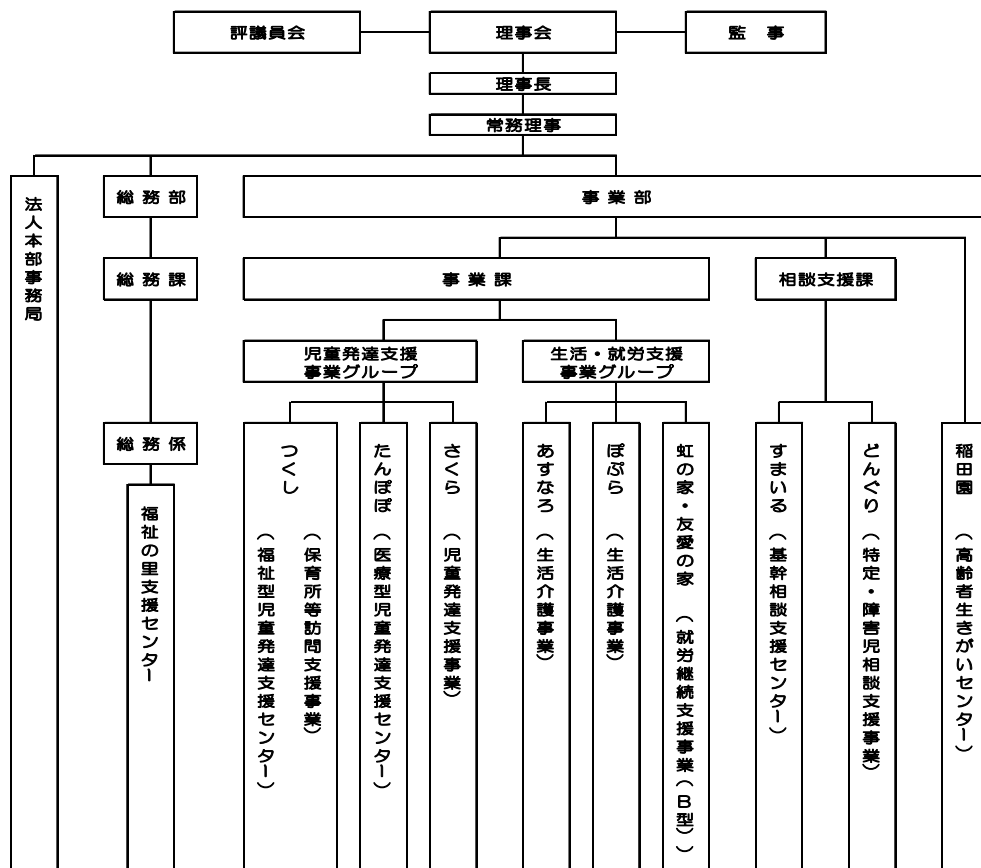 評議員会
理事会
監　事
理事長
常務理事
法人本部事務局
総 務 部
事 業 部
総 務 課
事 業 課
相談支援課
児童発達支援
事業グループ
生活・就労支援
事業グループ
総 務 係
福祉の里支援センター
つくし
（保育所等訪問支援事業）
（福祉型児童発達支援センター）
たんぽぽ（医療型児童発達支援センター）
さくら（児童発達支援事業）
あすなろ（生活介護事業）
ぽぷら（生活介護事業）
虹の家・友愛の家（就労継続支援事業(B型)）
すまいる（基幹相談支援センター）
どんぐり（特定・障害児相談支援事業）
稲田園（高齢者生きがいセンター）